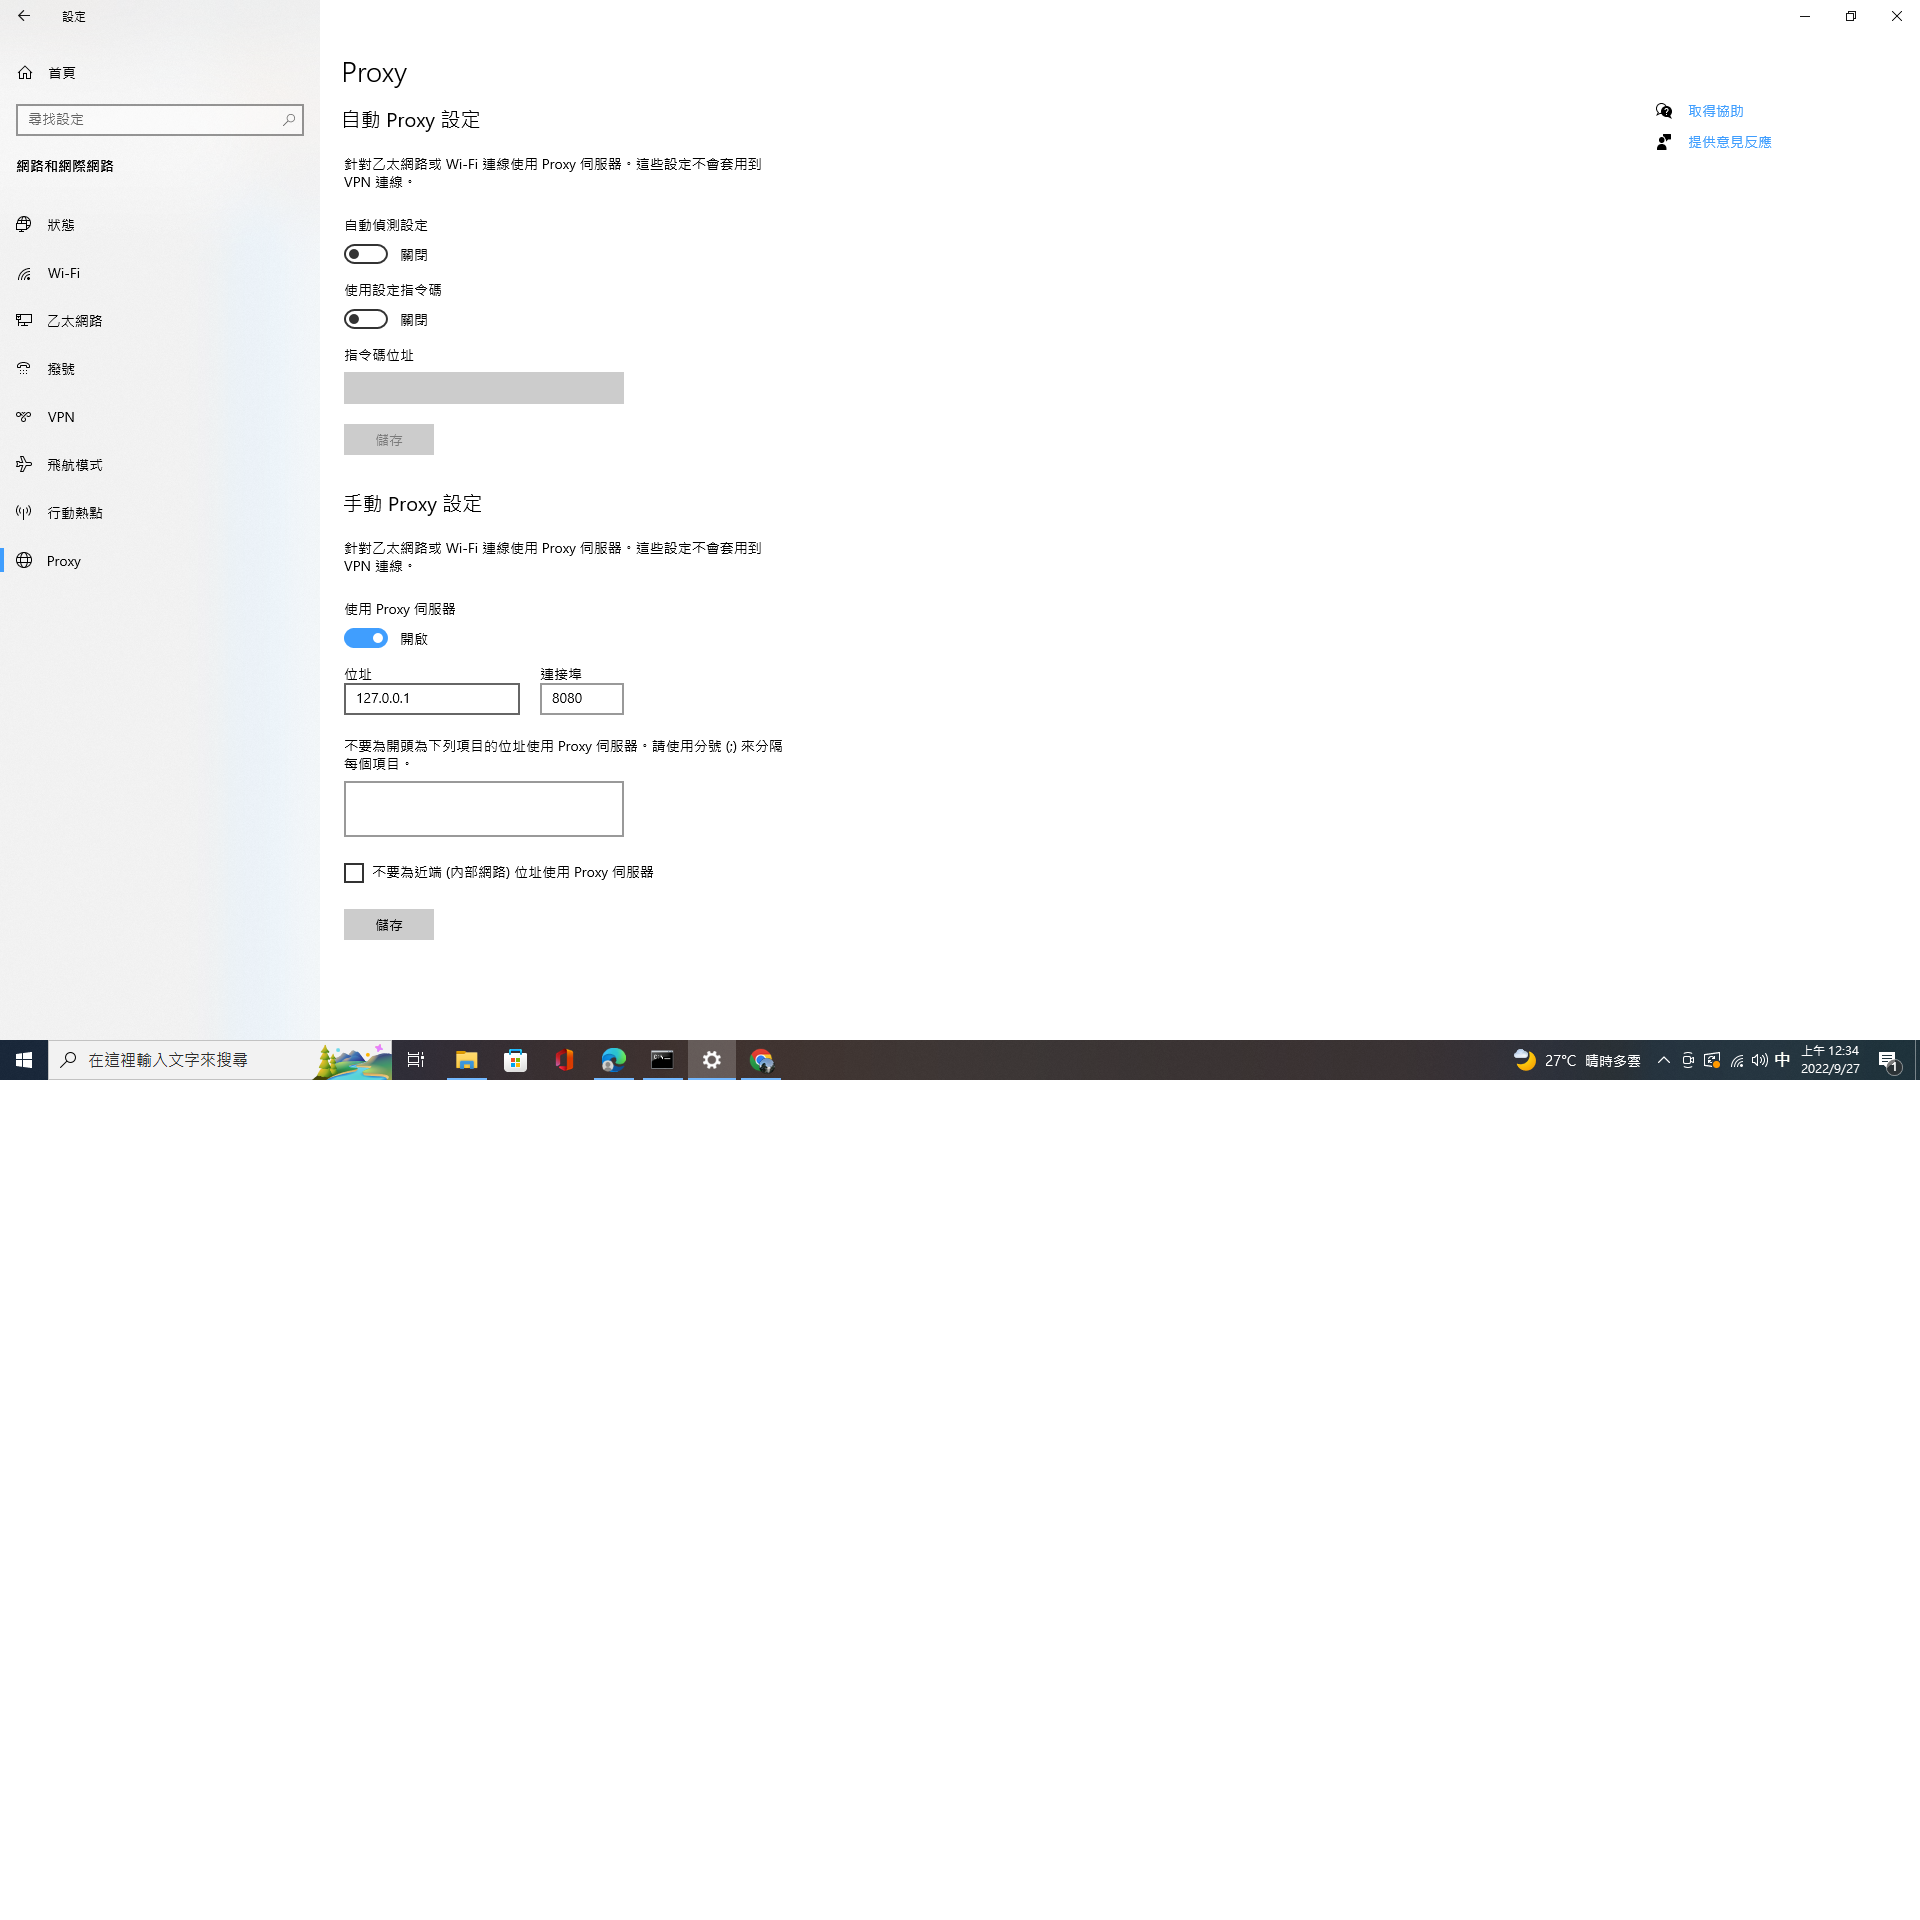 設定
首頁
尋找設定
網路和網際網路
狀態
Wi-Fi
乙太網路
撥號
VPN
飛航模式
行動熱點
Proxy
Proxy
自動 Proxy 設定
針對乙太網路或 Wi-Fi 連線使用 Proxy 伺服器。這些設定不會套用到
VPN 連線。
自動偵測設定
關閉
使用設定指令碼
關閉
指令碼位址
儲存
手動 Proxy 設定
針對乙太網路或 Wi-Fi 連線使用 Proxy 伺服器。這些設定不會套用到
VPN 連線。
使用 Proxy 伺服器
開啟
位址 連接埠
127.0.0.1 8080
不要為開頭為下列項目的位址使用 Proxy 伺服器。請使用分號 (;) 來分隔
每個項目。
不要為近端 (內部網路) 位址使用 Proxy 伺服器
儲存
取得協助
提供意見反應
在這裡輸入文字來搜尋
27°C 晴時多雲
中
上午 12:34
2022/9/27
1